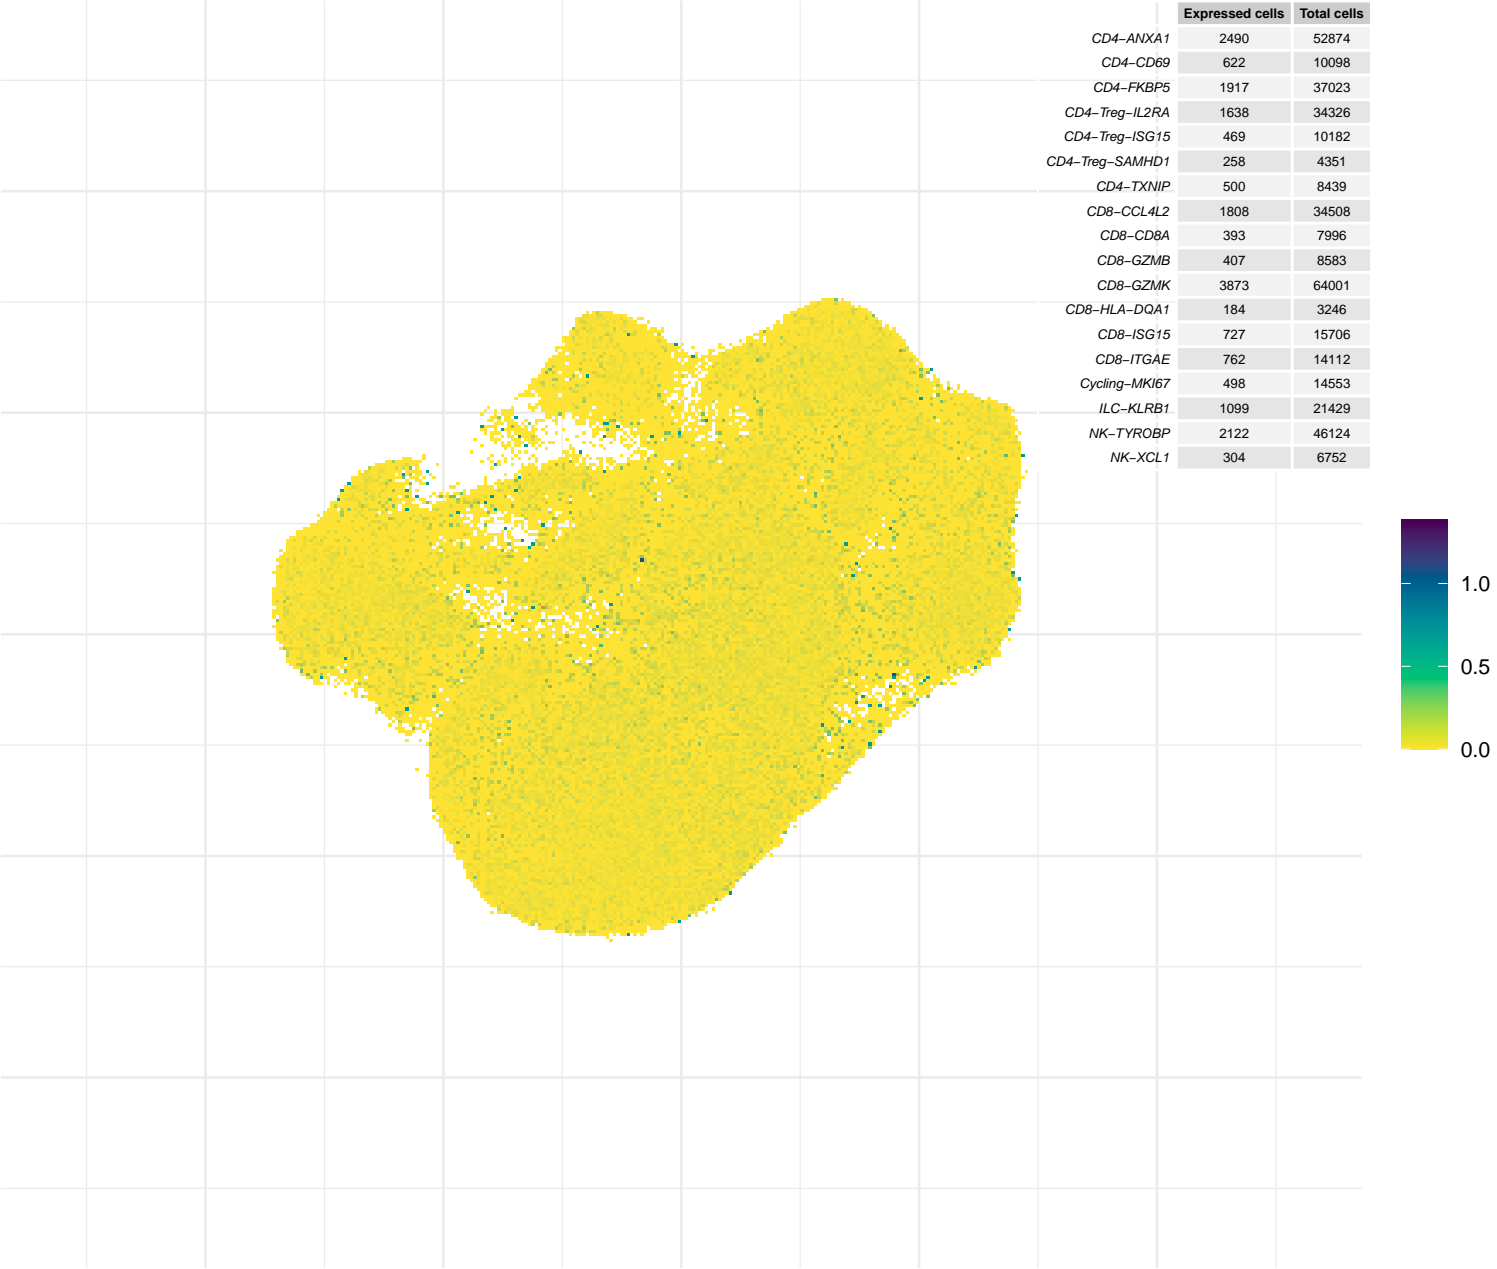 Expressed cells Total cells
CD4−ANXA1 2490 52874
CD4−CD69 622 10098
CD4−FKBP5 1917 37023
CD4−Treg−IL2RA 1638 34326
CD4−Treg−ISG15 469 10182
CD4−Treg−SAMHD1 258 4351
CD4−TXNIP 500 8439
CD8−CCL4L2 1808 34508
CD8−CD8A 393 7996
CD8−GZMB 407 8583
CD8−GZMK 3873 64001
CD8−HLA−DQA1 184 3246
CD8−ISG15 727 15706
CD8−ITGAE 762 14112
Cycling−MKI67 498 14553
ILC−KLRB1 1099 21429
NK−TYROBP 2122 46124
NK−XCL1 304 6752
1.0
0.5
0.0